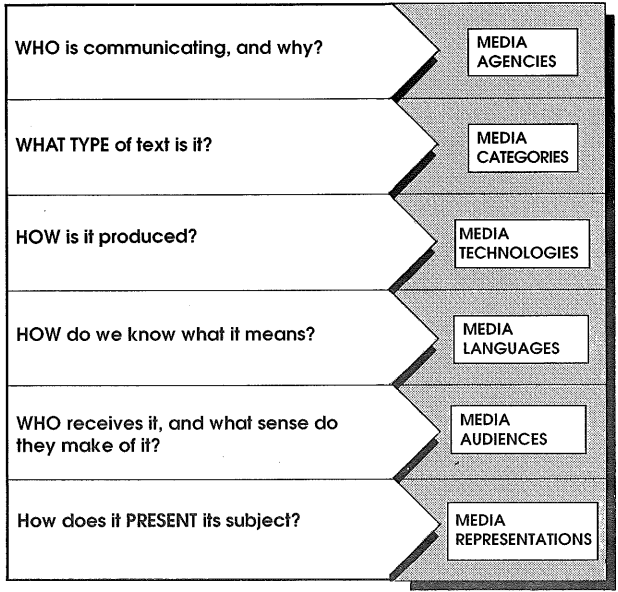 WHO is communicating, and why?
MEDIA
AGENCIES
WHAT TYPE of text is it?
MEDIA
CATEGORIES
HOW is it produced?
MEDIA
TECHNOLOGIES
HOW do we know what it means?
MEDIA
LANGUAGES
WHO receives it, and what sense do
they make of it?
MEDIA
AUDIENCES
How does it PRESENT its subject?
MEDIA
REPRESENTATIONS